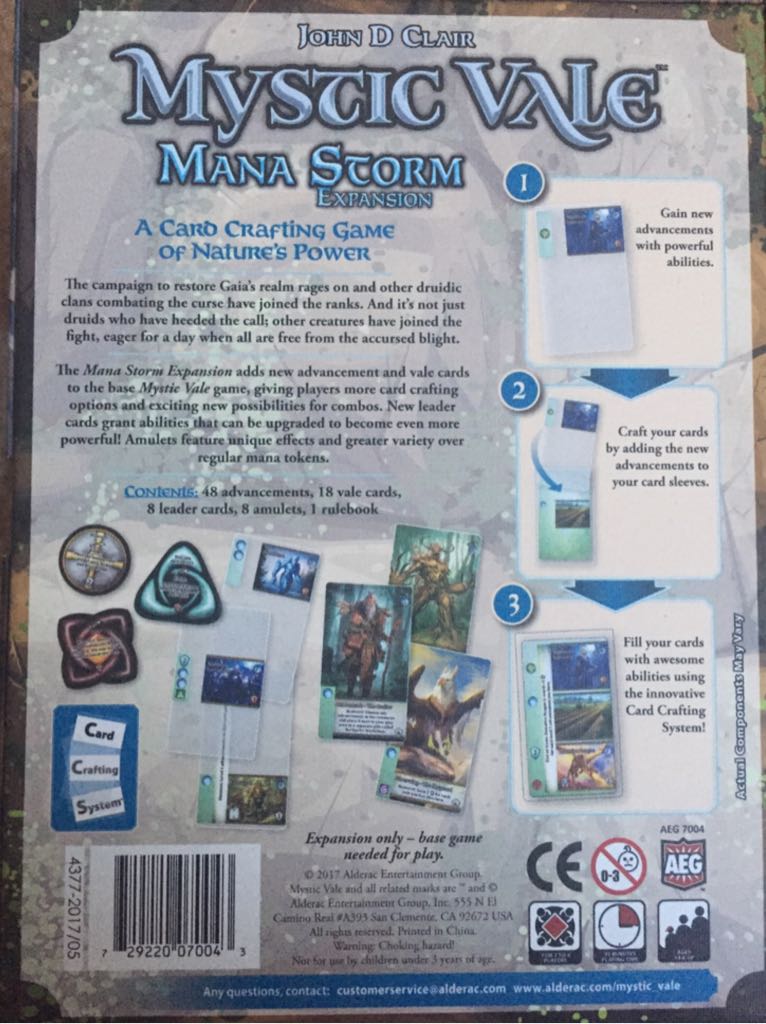 John D Clair
Mystic Vale™
Mana Storm
Expansion
A Card Crafting Game
of Nature's Power
The campaign to restore Gaia's realm rages on and other druidic
clans combating the curse have joined the ranks. And it's not just
druids who have heeded the call; other creatures have joined the
fight, eager for a day when all are free from the accursed blight.
The Mana Storm Expansion adds new advancement and vale cards
to the base Mystic Vale game, giving players more card crafting
options and exciting new possibilities for combos. New leader
cards grant abilities that can be upgraded to become even more
powerful! Amulets feature unique effects and greater variety over
regular mana tokens.
Contents: 48 advancements, 18 vale cards,
8 leader cards, 8 amulets, 1 rulebook
1
Gain new
advancements
with powerful
abilities.
2
Craft your cards
by adding the new
advancements to
your card sleeves.
3
Fill your cards
with awesome
abilities using
the innovative
Card Crafting
System!
Actual Components May Vary
Card
Crafting
System
Expansion only – base game
needed for play.
© 2017 Alderac Entertainment Group.
Mystic Vale and all related marks are ™ and ©
Alderac Entertainment Group, Inc. 555 N El
Camino Real #A393 San Clemente, CA 92672 USA
All rights reserved. Printed in China.
Warning: Choking hazard!
Not for use by children under 3 years of age.
4377-2017/05
7 29220 07004 3
CE
0-3
AEG 7004
AEG
Any questions, contact: customerservice@alderac.com www.alderac.com/mystic_vale